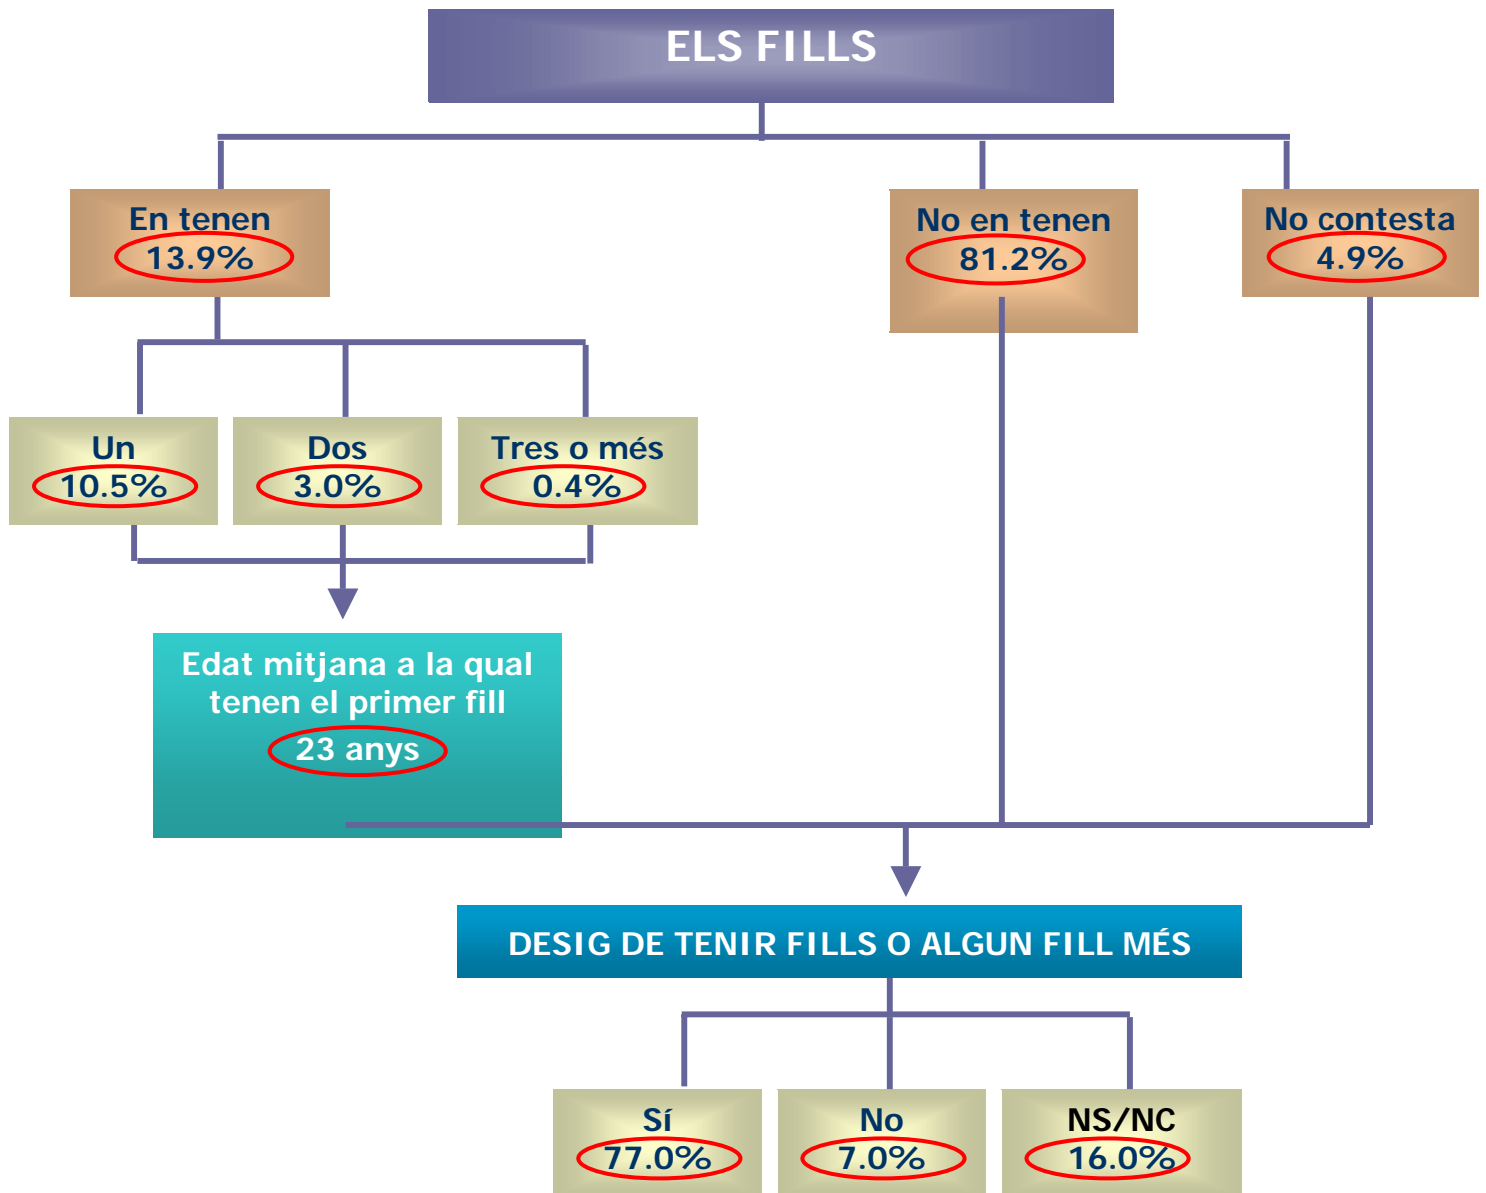 ELS FILLS
En tenen
13.9%
No en tenen
81.2%
No contesta
4.9%
Un
10.5%
Dos
3.0%
Tres o més
0.4%
Edat mitjana a la qual
tenen el primer fill
23 anys
DESIG DE TENIR FILLS O ALGUN FILL MÉS
Sí
77.0%
No
7.0%
NS/NC
16.0%